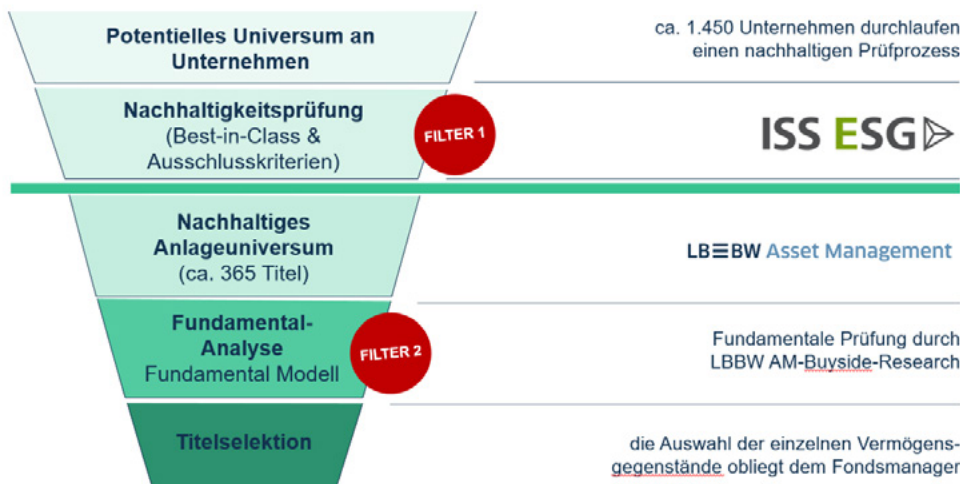 Potentielles Universum an
Unternehmen
ca. 1.450 Unternehmen durchlaufen
einen nachhaltigen Prüfprozess
Nachhaltigkeitsprüfung
(Best-in-Class &
Ausschlusskriterien)
FILTER 1
ISS ESG
Nachhaltiges
Anlageuniversum
(ca. 365 Titel)
LBBW Asset Management
Fundamental-
Analyse
Fundamental Modell
FILTER 2
Fundamentale Prüfung durch
LBBW AM-Buyside-Research
Titelselektion
die Auswahl der einzelnen Vermögens-
gegenstände obliegt dem Fondsmanager